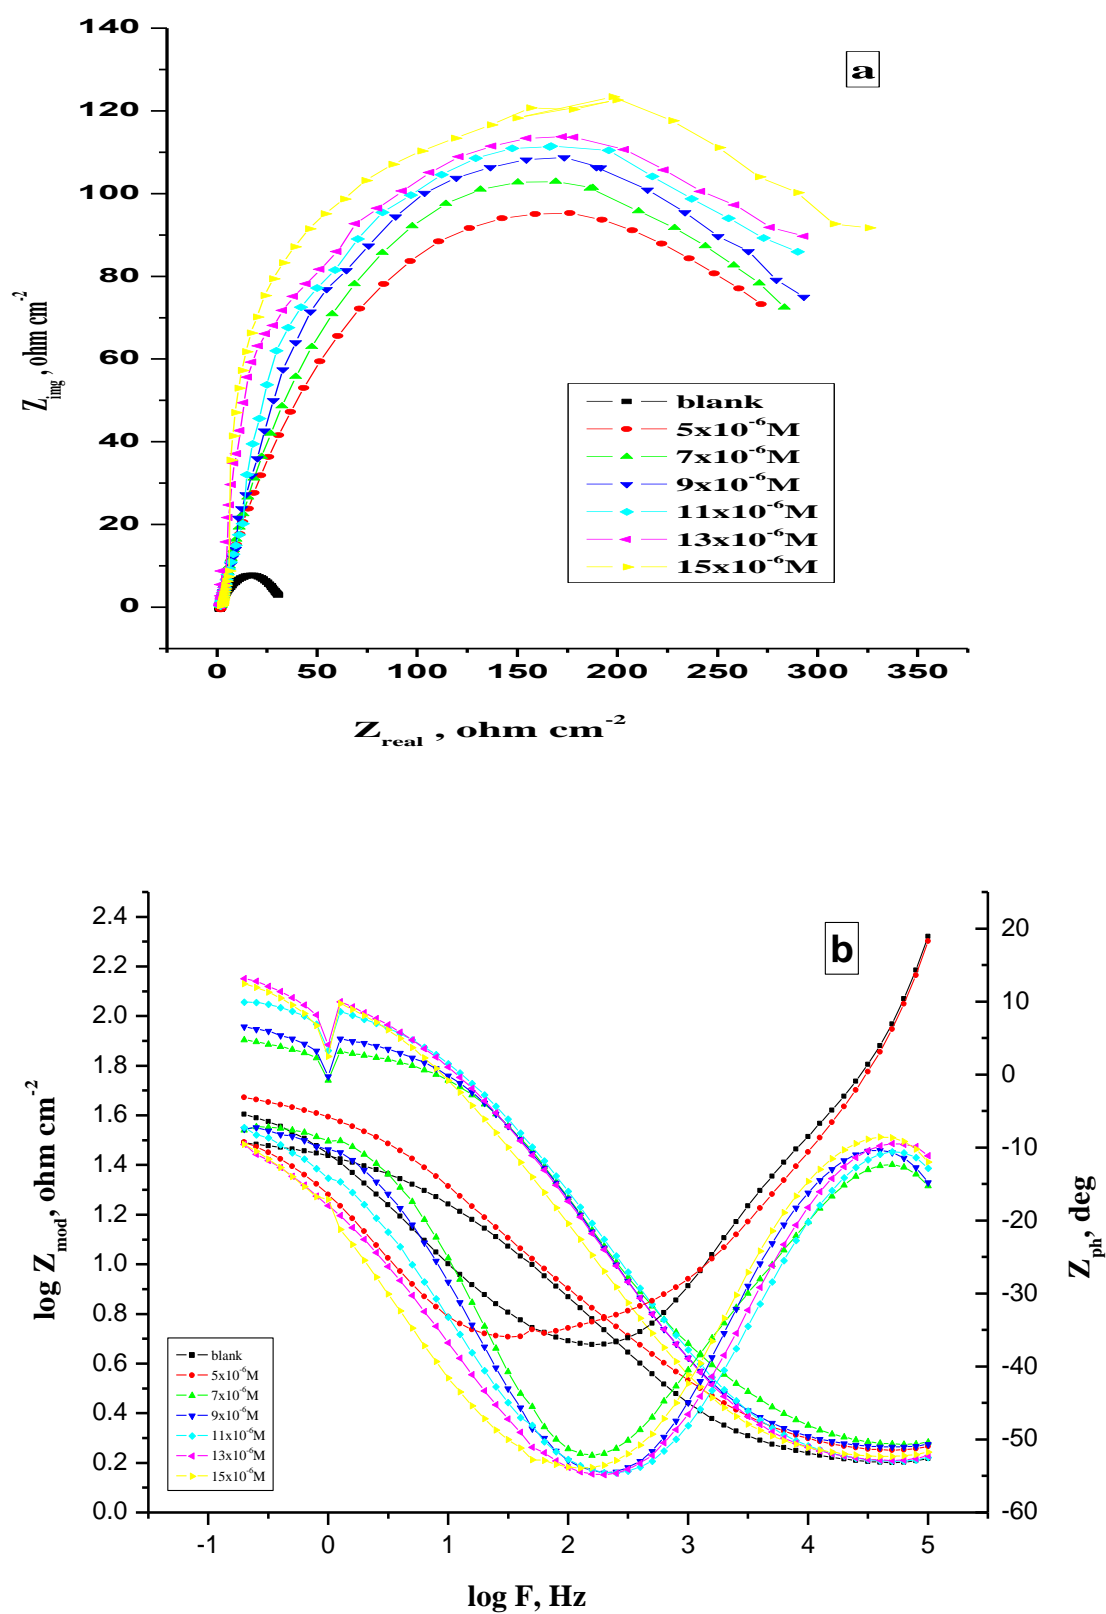 140
120
100
80
60
40
20
0
Z_img , ohm cm⁻²
a
blank
5x10⁻⁶M
7x10⁻⁶M
9x10⁻⁶M
11x10⁻⁶M
13x10⁻⁶M
15x10⁻⁶M
0 50 100 150 200 250 300 350
Z_real , ohm cm⁻²
2.4
2.2
2.0
1.8
1.6
1.4
1.2
1.0
0.8
0.6
0.4
0.2
0.0
log Z_mod, ohm cm⁻²
b
blank
5x10⁻⁶M
7x10⁻⁶M
9x10⁻⁶M
11x10⁻⁶M
13x10⁻⁶M
15x10⁻⁶M
20
10
0
-10
-20
-30
-40
-50
-60
Z_ph, deg
-1 0 1 2 3 4 5
log F, Hz